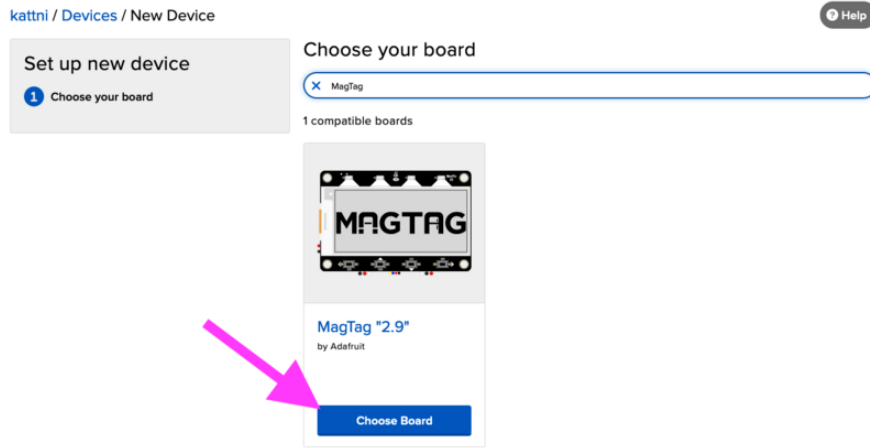 kattni / Devices / New Device
? Help
Set up new device
1 Choose your board
Choose your board
MagTag
1 compatible boards
MAGTAG
MagTag "2.9"
by Adafruit
Choose Board